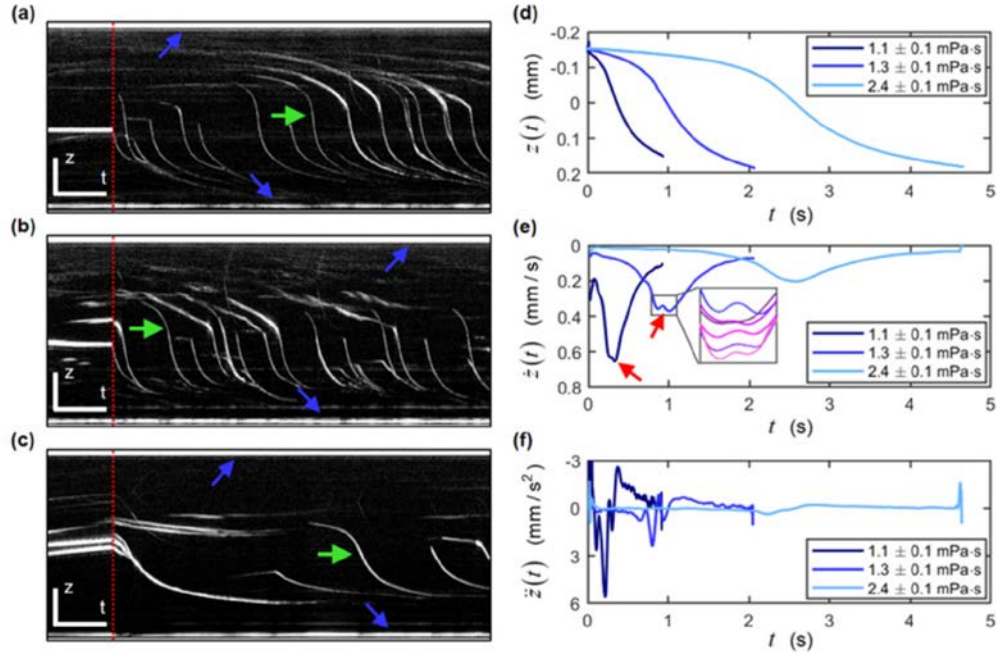 (a)
z
t
(b)
z
t
(c)
z
t
(d)
-0.2
-0.1
0
0.1
0.2
z(t) (mm)
1.1 ± 0.1 mPa·s
1.3 ± 0.1 mPa·s
2.4 ± 0.1 mPa·s
0 1 2 3 4 5
t (s)
(e)
0
0.2
0.4
0.6
0.8
ż(t) (mm / s)
1.1 ± 0.1 mPa·s
1.3 ± 0.1 mPa·s
2.4 ± 0.1 mPa·s
0 1 2 3 4 5
t (s)
(f)
-3
0
3
6
z̈(t) (mm / s²)
1.1 ± 0.1 mPa·s
1.3 ± 0.1 mPa·s
2.4 ± 0.1 mPa·s
0 1 2 3 4 5
t (s)